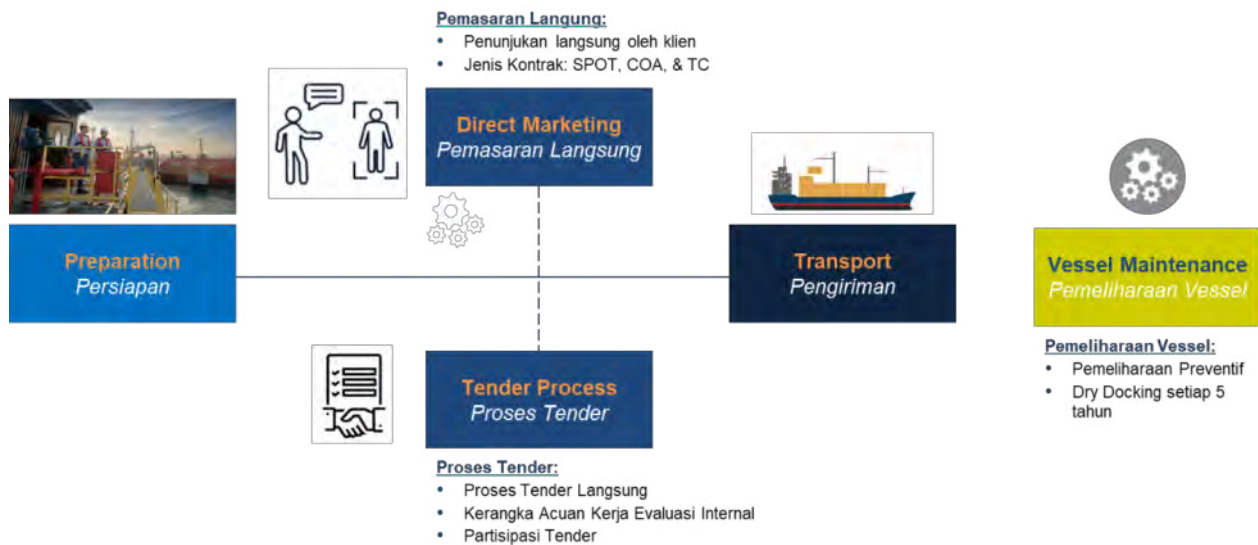 Pemasaran Langung:
• Penunjukan langsung oleh klien
• Jenis Kontrak: SPOT, COA, & TC
Direct Marketing
Pemasaran Langsung
Preparation
Persiapan
Transport
Pengiriman
Vessel Maintenance
Pemeliharaan Vessel
Pemeliharaan Vessel:
• Pemeliharaan Preventif
• Dry Docking setiap 5
tahun
Tender Process
Proses Tender
Proses Tender:
• Proses Tender Langsung
• Kerangka Acuan Kerja Evaluasi Internal
• Partisipasi Tender